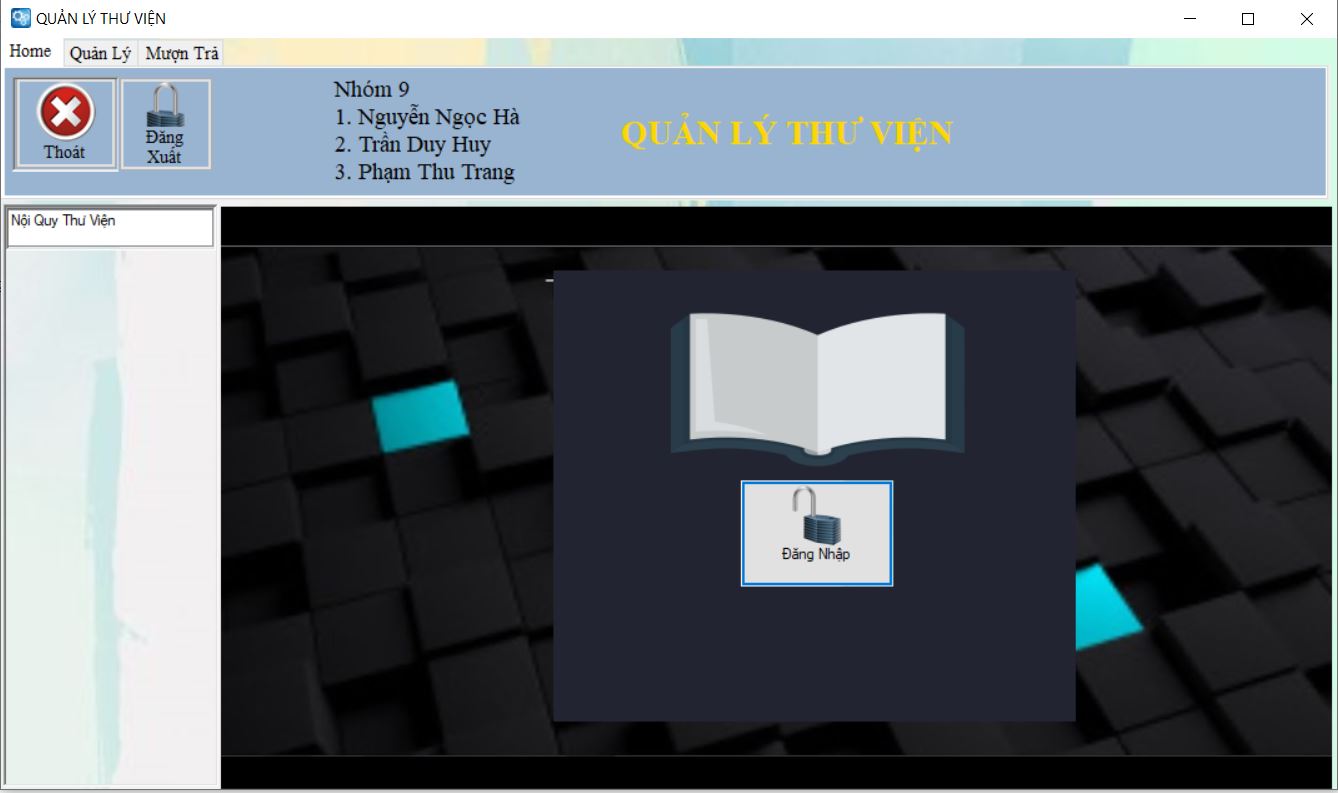 QUẢN LÝ THƯ VIỆN
Home Quản Lý Mượn Trả
Thoát
Đăng
Xuất
Nhóm 9
1. Nguyễn Ngọc Hà
2. Trần Duy Huy
3. Phạm Thu Trang
QUẢN LÝ THƯ VIỆN
Nội Quy Thư Viện
Đăng Nhập